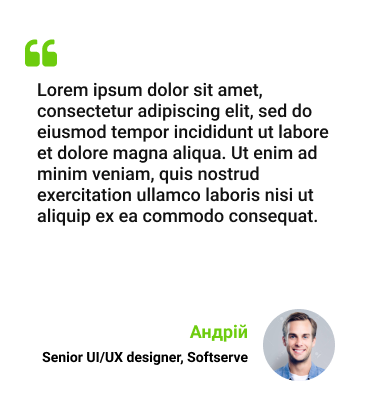 Lorem ipsum dolor sit amet,
consectetur adipiscing elit, sed do
eiusmod tempor incididunt ut labore
et dolore magna aliqua. Ut enim ad
minim veniam, quis nostrud
exercitation ullamco laboris nisi ut
aliquip ex ea commodo consequat.
Андрій
Senior UI/UX designer, Softserve